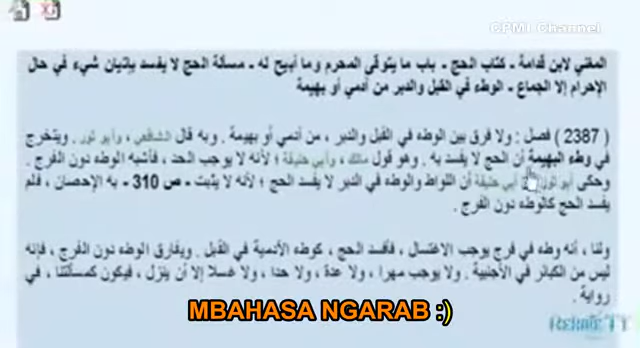 CPMI Channel
المغني لابن قدامة - كتاب الحج - باب ما يتوقى المحرم وما أبيح له - مسألة الحج لا يفسد بإتيان شيء في حال
الإحرام إلا الجماع - الوطء في القبل والدبر من آدمي أو بهيمة
( 2387 ) فصل : ولا فرق بين الوطء في القبل والدبر ، من آدمي أو بهيمة . وبه قال الشافعي ، وأبو ثور . ويتخرج
في وطء البهيمة أن الحج لا يفسد به . وهو قول مالك ، وأبي حنيفة ؛ لأنه لا يوجب الحد ، فأشبه الوطء دون الفرج .
وحكى أبو ثور أبي حنيفة أن اللواط والوطء في الدبر لا يفسد الحج ؛ لأنه لا يثبت - ص 310 - به الإحصان ، فلم
يفسد الحج كالوطء دون الفرج .
ولنا ، أنه وطء في فرج يوجب الاغتسال ، فأفسد الحج ، كوطء الآدمية في القبل . ويفارق الوطء دون الفرج ، فإنه
ليس من الكبائر في الأجنبية . ولا يوجب مهرا ، ولا عدة ، ولا حدا ، ولا غسلا إلا أن ينزل ، فيكون كمسألتنا ، في
رواية .
MBAHASA NGARAB :)